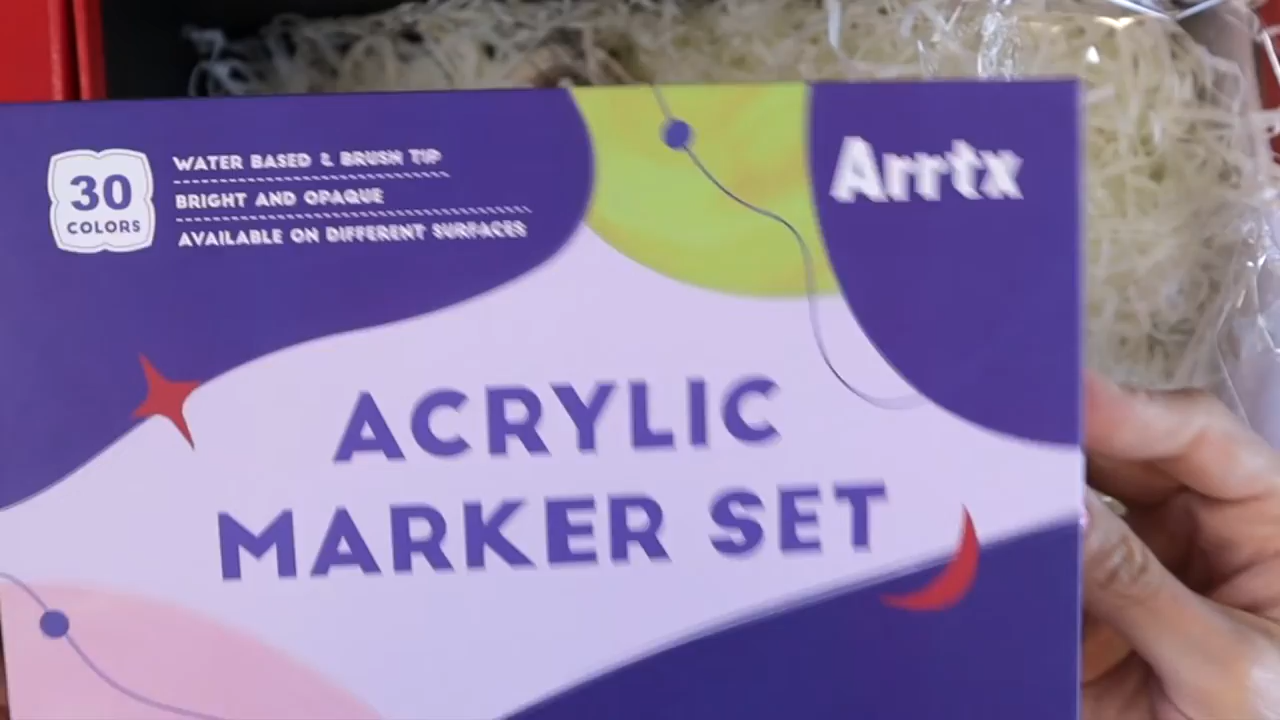 30
COLORS
WATER BASED & BRUSH TIP
BRIGHT AND OPAQUE
AVAILABLE ON DIFFERENT SURFACES
Arrtx
ACRYLIC
MARKER SET